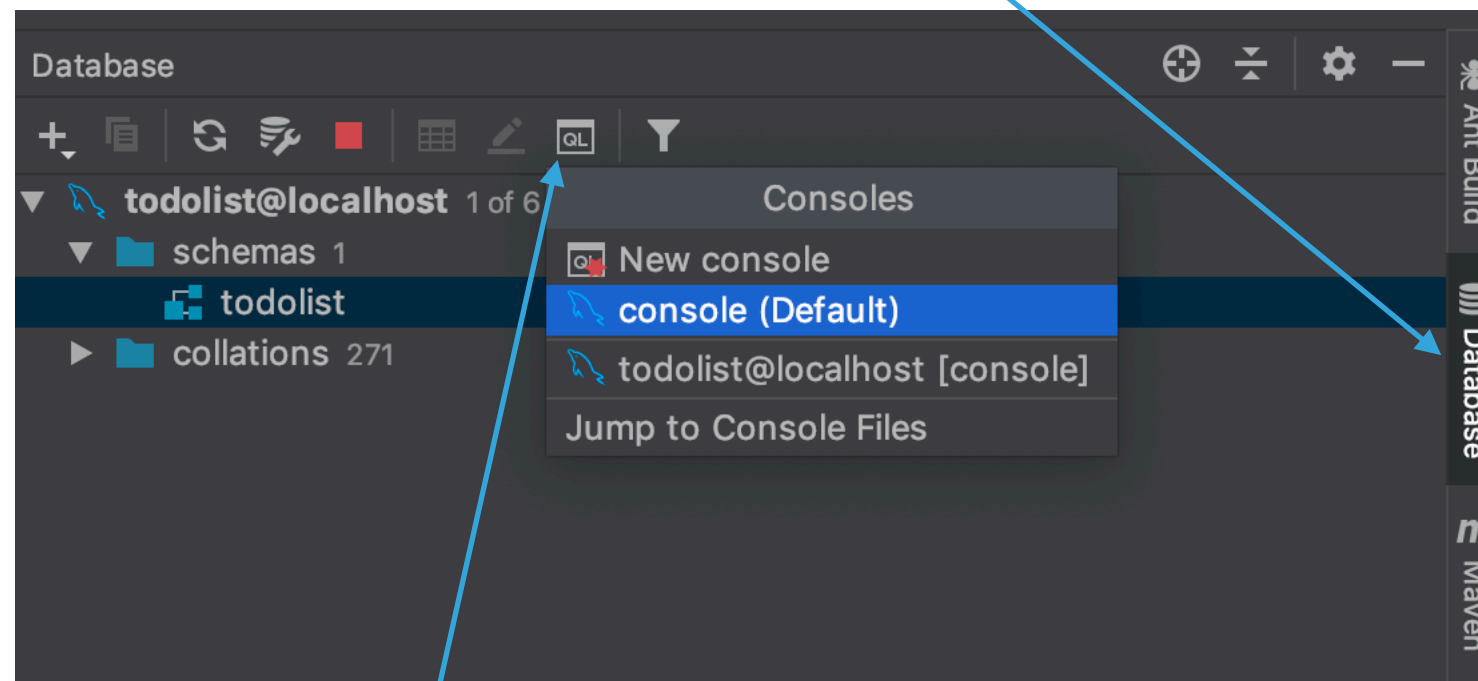 Database
QL
todolist@localhost 1 of 6
schemas 1
todolist
collations 271
Consoles
New console
console (Default)
todolist@localhost [console]
Jump to Console Files
Ant Build
Database
Maven